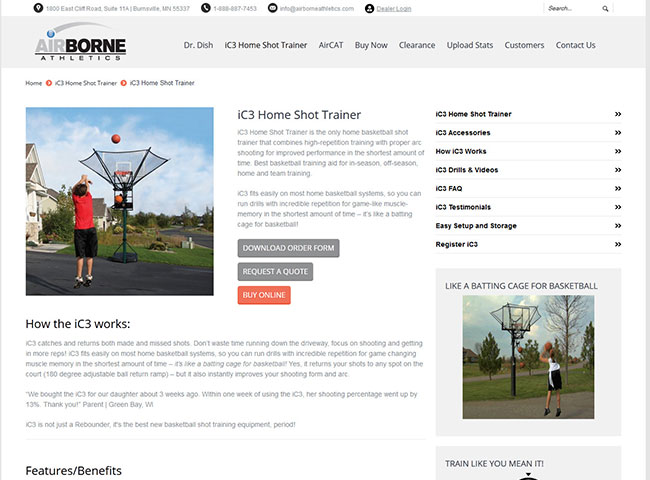 1800 East Cliff Road, Suite 11A | Burnsville, MN 55337
1-888-887-7453
info@airborneathletics.com
Dealer Login
Search...
AIRBORNE
ATHLETICS
Dr. Dish
iC3 Home Shot Trainer
AirCAT
Buy Now
Clearance
Upload Stats
Customers
Contact Us
Home
iC3 Home Shot Trainer
iC3 Home Shot Trainer
iC3 Home Shot Trainer
iC3 Home Shot Trainer is the only home basketball shot
trainer that combines high-repetition training with proper arc
shooting for improved performance in the shortest amount of
time. Best basketball training aid for in-season, off-season,
home and team training.
iC3 fits easily on most home basketball systems, so you can
run drills with incredible repetition for game-like muscle-
memory in the shortest amount of time – it's like a batting
cage for basketball!
DOWNLOAD ORDER FORM
REQUEST A QUOTE
BUY ONLINE
How the iC3 works:
iC3 catches and returns both made and missed shots. Don't waste time running down the driveway, focus on shooting and getting
in more reps! iC3 fits easily on most home basketball systems, so you can run drills with incredible repetition for game changing
muscle memory in the shortest amount of time – it's like a batting cage for basketball! Yes, it returns your shots to any spot on the
court (180 degree adjustable ball return ramp) – but it also instantly improves your shooting form and arc.
"We bought the iC3 for our daughter about 3 weeks ago. Within one week of using the iC3, her shooting percentage went up by
13%. Thank you!" Parent | Green Bay, WI
iC3 is not just a Rebounder, it's the best new basketball shot training equipment, period!
Features/Benefits
iC3 Home Shot Trainer
iC3 Accessories
How iC3 Works
iC3 Drills & Videos
iC3 FAQ
iC3 Testimonials
Easy Setup and Storage
Register iC3
LIKE A BATTING CAGE FOR BASKETBALL
TRAIN LIKE YOU MEAN IT!